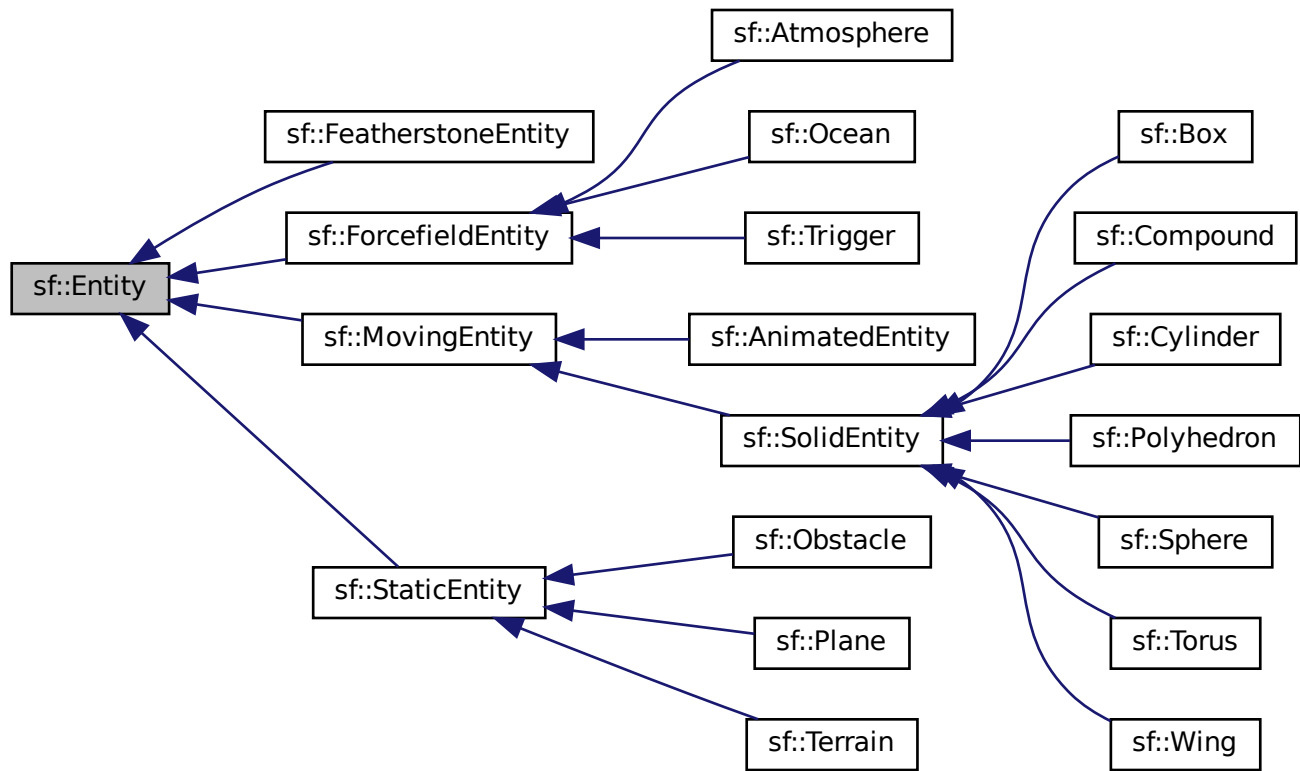 sf::Atmosphere
sf::FeatherstoneEntity
sf::Ocean
sf::Box
sf::ForcefieldEntity
sf::Trigger
sf::Compound
sf::Entity
sf::MovingEntity
sf::AnimatedEntity
sf::Cylinder
sf::SolidEntity
sf::Polyhedron
sf::Obstacle
sf::Sphere
sf::StaticEntity
sf::Plane
sf::Torus
sf::Terrain
sf::Wing